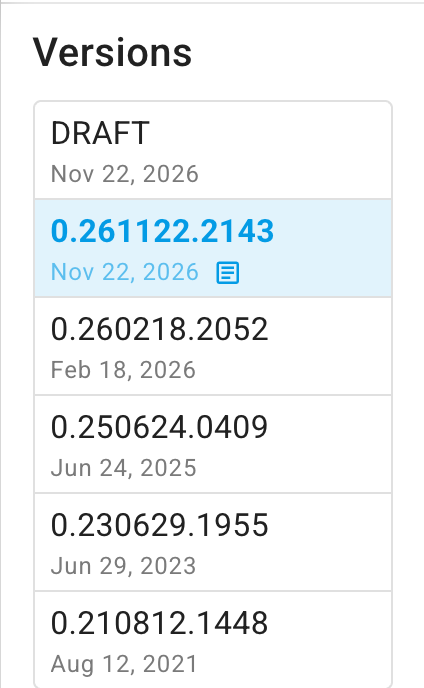 Versions
DRAFT
Nov 22, 2026
0.261122.2143
Nov 22, 2026
0.260218.2052
Feb 18, 2026
0.250624.0409
Jun 24, 2025
0.230629.1955
Jun 29, 2023
0.210812.1448
Aug 12, 2021